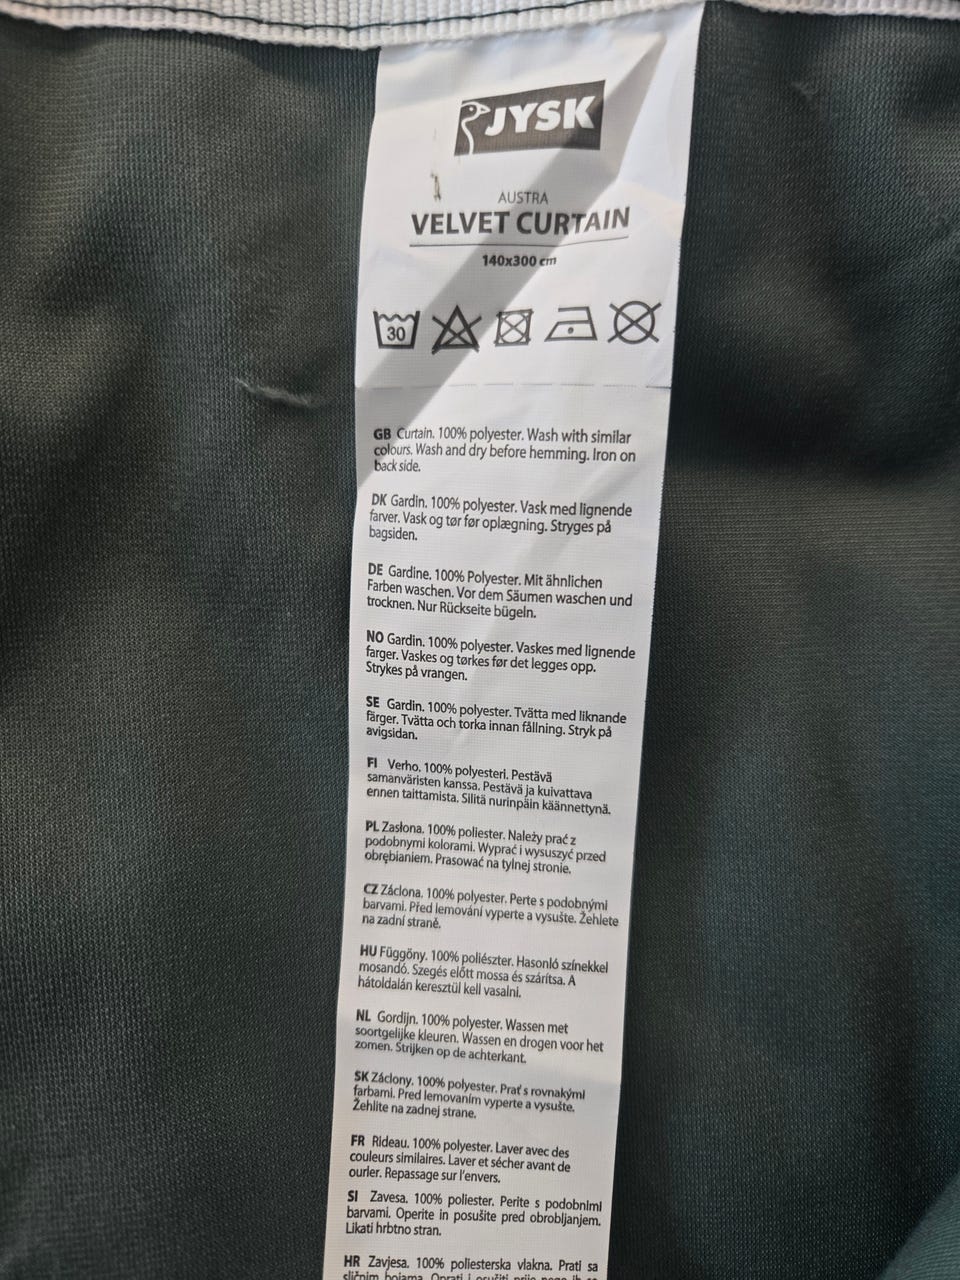 JYSK
AUSTRA
VELVET CURTAIN
140x300 cm
30
GB Curtain. 100% polyester. Wash with similar
colours. Wash and dry before hemming. Iron on
back side.
DK Gardin. 100% polyester. Vask med lignende
farver. Vask og tør før oplægning. Stryges på
bagsiden.
DE Gardine. 100% Polyester. Mit ähnlichen
Farben waschen. Vor dem Säumen waschen und
trocknen. Nur Rückseite bügeln.
NO Gardin. 100% polyester. Vaskes med lignende
farger. Vaskes og tørkes før det legges opp.
Strykes på vrangen.
SE Gardin. 100% polyester. Tvätta med liknande
färger. Tvätta och torka innan fållning. Stryk på
avigsidan.
FI Verho. 100% polyesteri. Pestävä
samanväristen kanssa. Pestävä ja kuivattava
ennen taittamista. Silitä nurinpäin käännettynä.
PL Zasłona. 100% poliester. Należy prać z
podobnymi kolorami. Wyprać i wysuszyć przed
obrębianiem. Prasować na tylnej stronie.
CZ Záclona. 100% polyester. Perte s podobnými
barvami. Před lemování vyperte a vysušte. Žehlete
na zadní straně.
HU Függöny. 100% poliészter. Hasonló színekkel
mosandó. Szegés előtt mossa és szárítsa. A
hátoldalán keresztül kell vasalni.
NL Gordijn. 100% polyester. Wassen met
soortgelijke kleuren. Wassen en drogen voor het
zomen. Strijken op de achterkant.
SK Záclony. 100% polyester. Prať s rovnakými
farbami. Pred lemovaním vyperte a vysušte.
Žehlite na zadnej strane.
FR Rideau. 100% polyester. Laver avec des
couleurs similaires. Laver et sécher avant de
ourler. Repassage sur l'envers.
SI Zavesa. 100% poliester. Perite s podobnimi
barvami. Operite in posušite pred obrobljanjem.
Likati hrbtno stran.
HR Zavjesa. 100% poliesterska vlakna. Prati sa
sličnim bojama. Oprati i osušiti prije nego